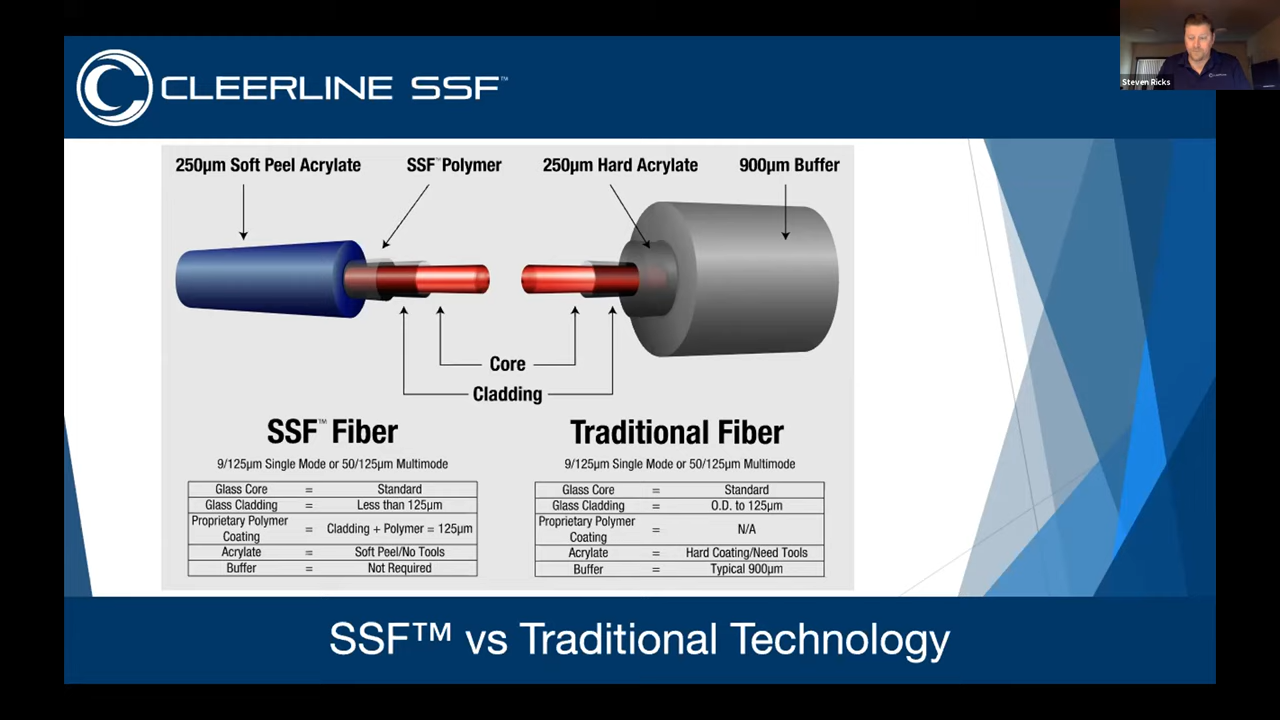 Steven Ricks
CLEERLINE SSF™
250µm Soft Peel Acrylate
SSF™ Polymer
250µm Hard Acrylate
900µm Buffer
Core
Cladding
SSF™ Fiber
9/125µm Single Mode or 50/125µm Multimode
Glass Core = Standard
Glass Cladding = Less than 125µm
Proprietary Polymer
Coating = Cladding + Polymer = 125µm
Acrylate = Soft Peel/No Tools
Buffer = Not Required
Traditional Fiber
9/125µm Single Mode or 50/125µm Multimode
Glass Core = Standard
Glass Cladding = O.D. to 125µm
Proprietary Polymer
Coating = N/A
Acrylate = Hard Coating/Need Tools
Buffer = Typical 900µm
SSF™ vs Traditional Technology